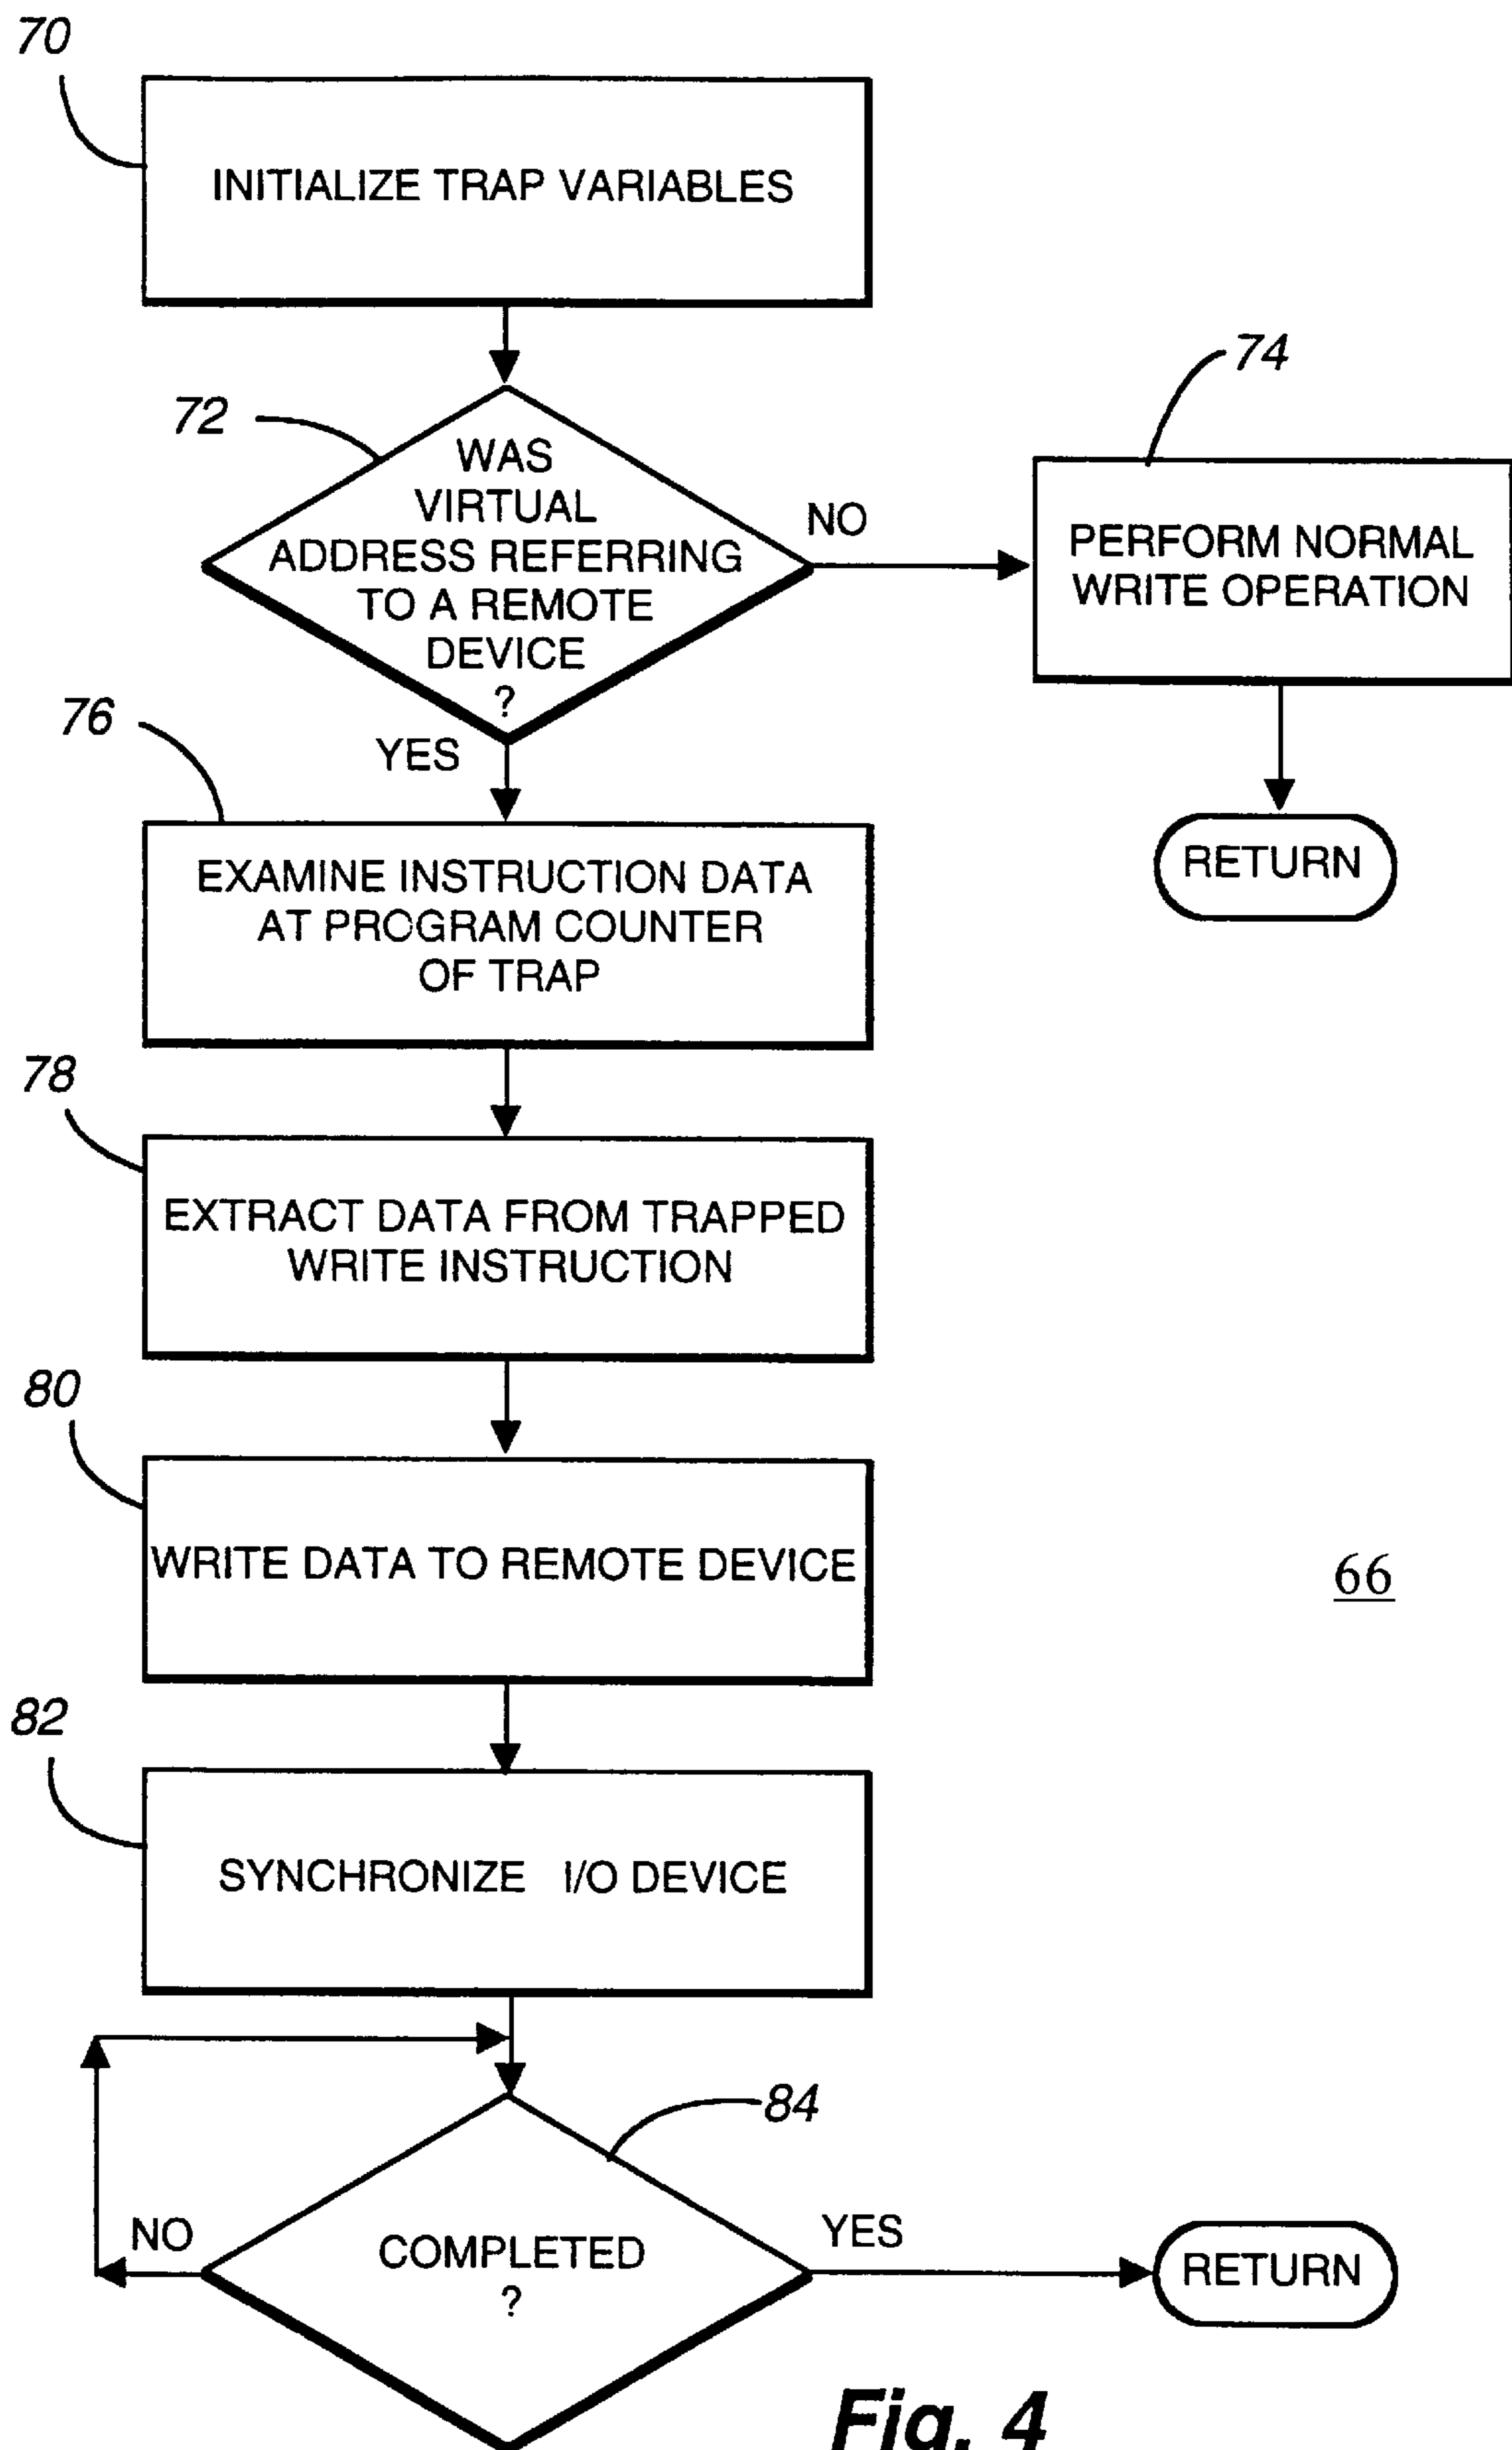 70
INITIALIZE TRAP VARIABLES
72
WAS
VIRTUAL
ADDRESS REFERRING
TO A REMOTE
DEVICE
?
NO
74
PERFORM NORMAL
WRITE OPERATION
RETURN
YES
76
EXAMINE INSTRUCTION DATA
AT PROGRAM COUNTER
OF TRAP
78
EXTRACT DATA FROM TRAPPED
WRITE INSTRUCTION
80
WRITE DATA TO REMOTE DEVICE
66
82
SYNCHRONIZE I/O DEVICE
84
NO
COMPLETED
?
YES
RETURN
Fig. 4